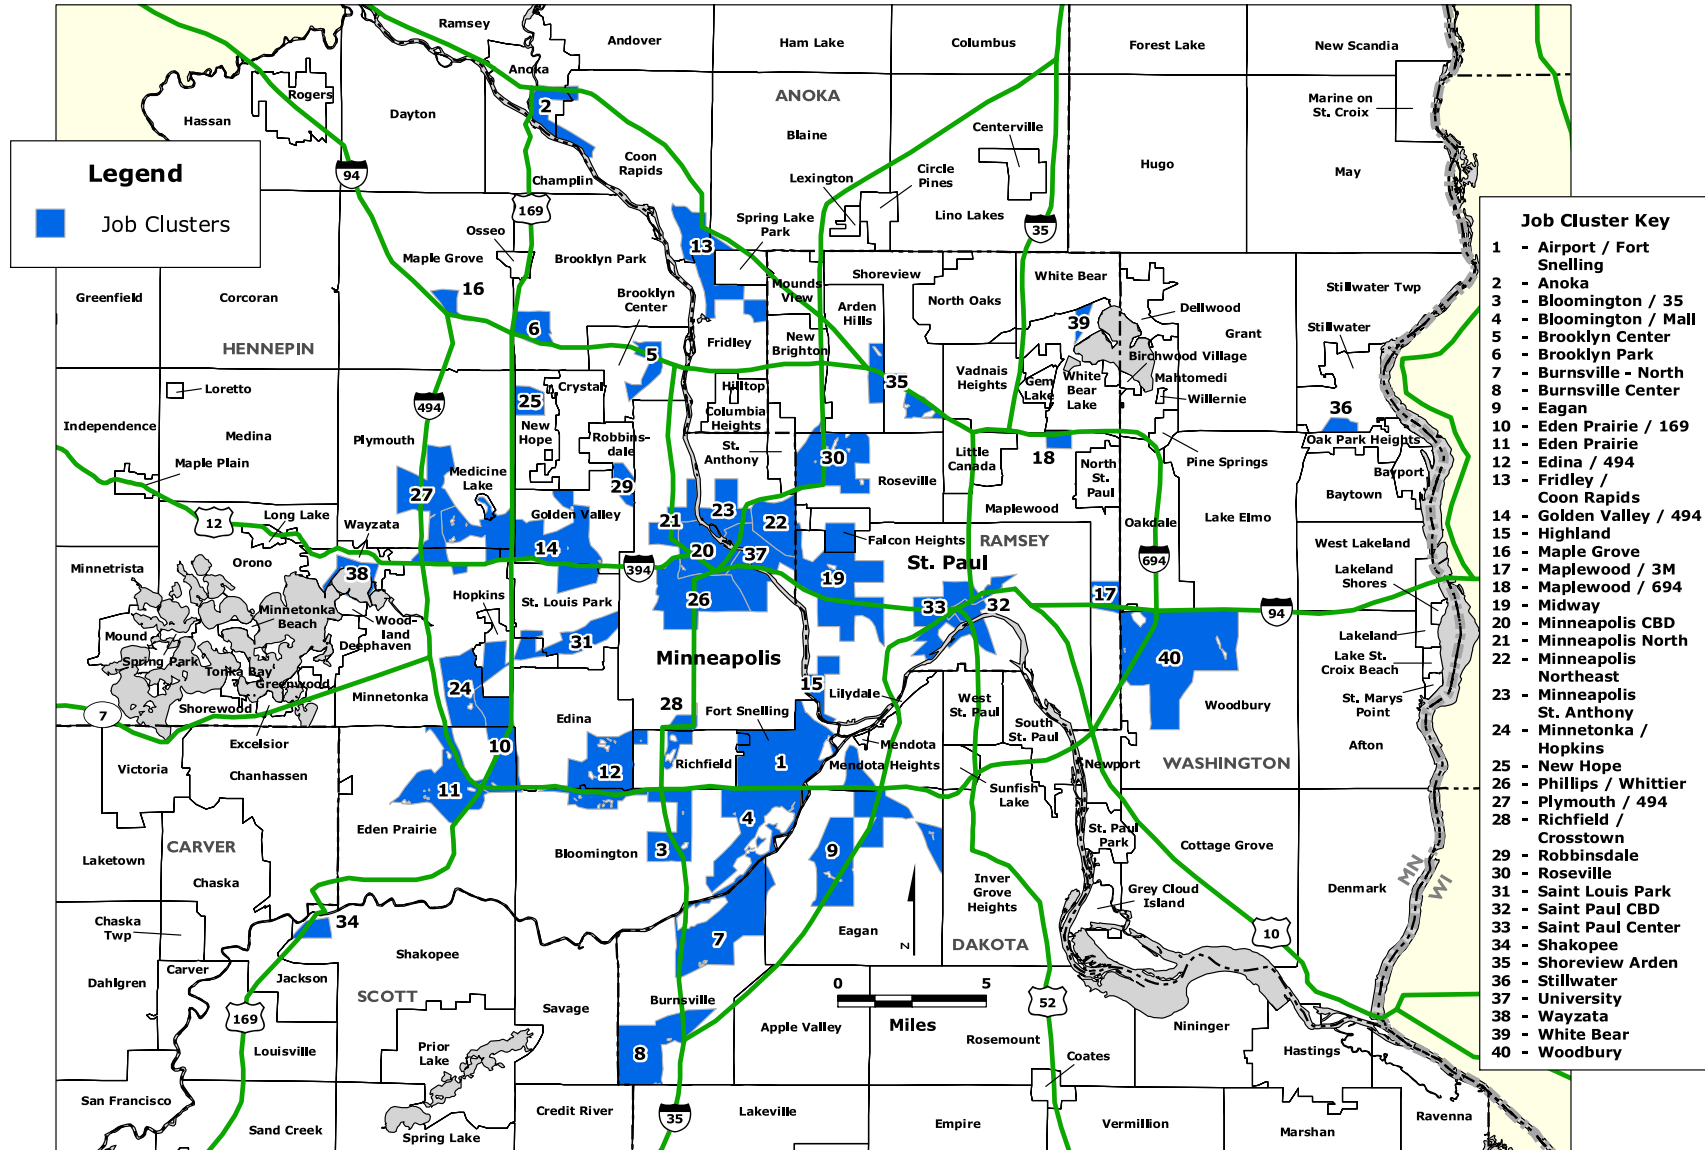 Ramsey
Andover
Ham Lake
Columbus
Forest Lake
New Scandia
Anoka
Rogers
ANOKA
Marine on
St. Croix
2
Hassan
Dayton
Blaine
Centerville
Coon
Rapids
Hugo
May
Lexington
Circle
Pines
94
Champlin
169
Spring Lake
Park
Lino Lakes
35
Osseo
13
Maple Grove
Brooklyn Park
Shoreview
White Bear
Greenfield
Corcoran
16
Brooklyn
Center
Mounds
View
North Oaks
Stillwater Twp
Dellwood
Arden
Hills
39
Grant
Stillwater
6
HENNEPIN
5
Fridley
New
Brighton
Birchwood Village
Vadnais
Heights
Gem
Lake
White
Bear
Lake
Mahtomedi
Willernie
Loretto
Crystal
Hilltop
35
494
25
Columbia
Heights
36
Independence
Medina
Plymouth
New
Hope
Robbins-
dale
St.
Anthony
Oak Park Heights
Maple Plain
Medicine
Lake
30
Little
Canada
18
Pine Springs
Bayport
29
Roseville
North
St.
Paul
27
Baytown
Long Lake
Golden Valley
23
Maplewood
Lake Elmo
12
Wayzata
21
22
Oakdale
Falcon Heights
RAMSEY
West Lakeland
14
20
37
Orono
St. Paul
694
Minnetrista
38
394
19
Lakeland
Shores
Hopkins
26
17
St. Louis Park
33
32
94
Minnetonka
Beach
Wood-
land
Mound
Deephaven
31
Lakeland
Spring Park
Minneapolis
40
Lake St.
Croix Beach
Tonka Bay
Greenwood
24
15
Lilydale
West
St. Paul
St. Marys
Point
Shorewood
Minnetonka
28
Woodbury
7
Edina
Fort Snelling
South
St. Paul
Excelsior
10
Mendota
Afton
Victoria
Chanhassen
12
Richfield
1
Mendota Heights
Newport
WASHINGTON
11
Sunfish
Lake
4
Eden Prairie
St. Paul
Park
Laketown
CARVER
Bloomington
3
9
Cottage Grove
Chaska
Inver
Grove
Heights
Grey Cloud
Island
Denmark
MN
WI
Chaska
Twp
34
Eagan
N
7
DAKOTA
10
Shakopee
Carver
Dahlgren
Jackson
SCOTT
Savage
Burnsville
0
5
Miles
52
169
Apple Valley
Rosemount
Nininger
Louisville
Prior
Lake
8
Coates
Hastings
San Francisco
Credit River
35
Lakeville
Empire
Vermillion
Ravenna
Sand Creek
Spring Lake
Marshan
Legend
Job Clusters
Job Cluster Key
1 - Airport / Fort
Snelling
2 - Anoka
3 - Bloomington / 35
4 - Bloomington / Mall
5 - Brooklyn Center
6 - Brooklyn Park
7 - Burnsville - North
8 - Burnsville Center
9 - Eagan
10 - Eden Prairie / 169
11 - Eden Prairie
12 - Edina / 494
13 - Fridley /
Coon Rapids
14 - Golden Valley / 494
15 - Highland
16 - Maple Grove
17 - Maplewood / 3M
18 - Maplewood / 694
19 - Midway
20 - Minneapolis CBD
21 - Minneapolis North
22 - Minneapolis
Northeast
23 - Minneapolis
St. Anthony
24 - Minnetonka /
Hopkins
25 - New Hope
26 - Phillips / Whittier
27 - Plymouth / 494
28 - Richfield /
Crosstown
29 - Robbinsdale
30 - Roseville
31 - Saint Louis Park
32 - Saint Paul CBD
33 - Saint Paul Center
34 - Shakopee
35 - Shoreview Arden
36 - Stillwater
37 - University
38 - Wayzata
39 - White Bear
40 - Woodbury